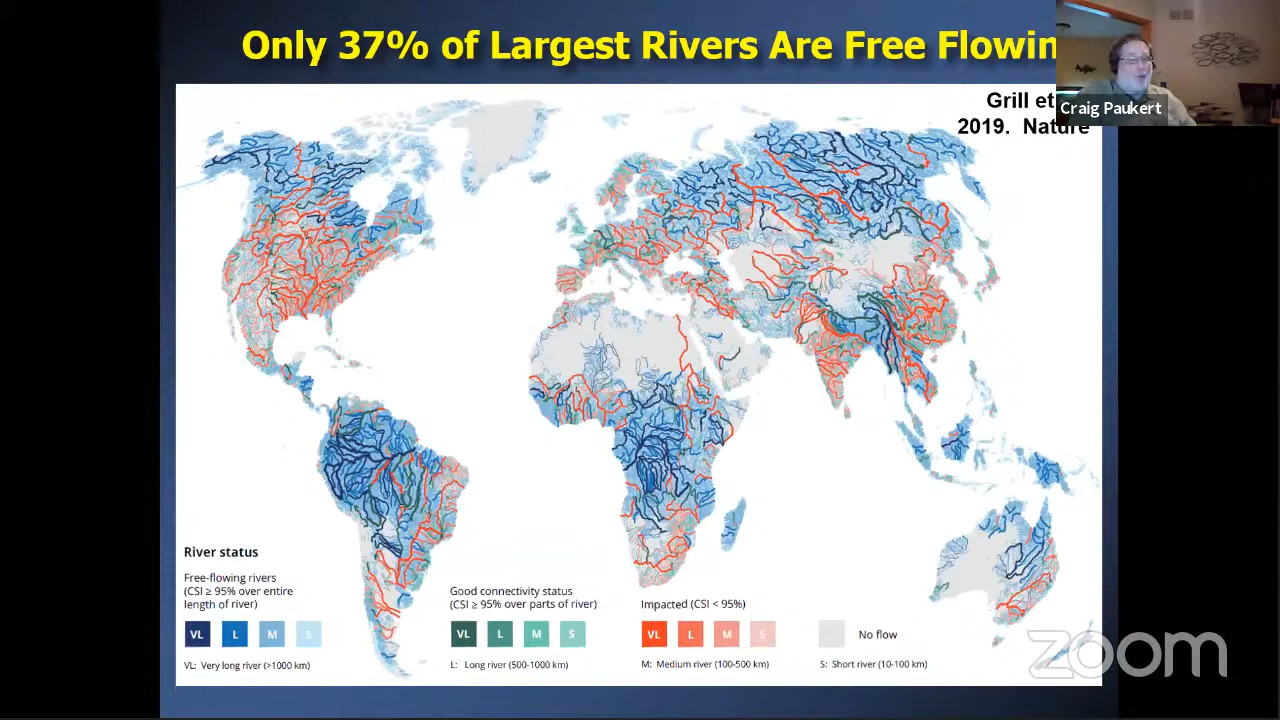 Only 37% of Largest Rivers Are Free Flowin
Grill et
2019. Nature
Craig Paukert
River status
Free-flowing rivers
(CSI ≥ 95% over entire
length of river)
VL L M S
VL: Very long river (>1000 km)
Good connectivity status
(CSI ≥ 95% over parts of river)
VL L M S
L: Long river (500-1000 km)
Impacted (CSI < 95%)
VL L M S
M: Medium river (100-500 km)
No flow
S: Short river (10-100 km)
zoom